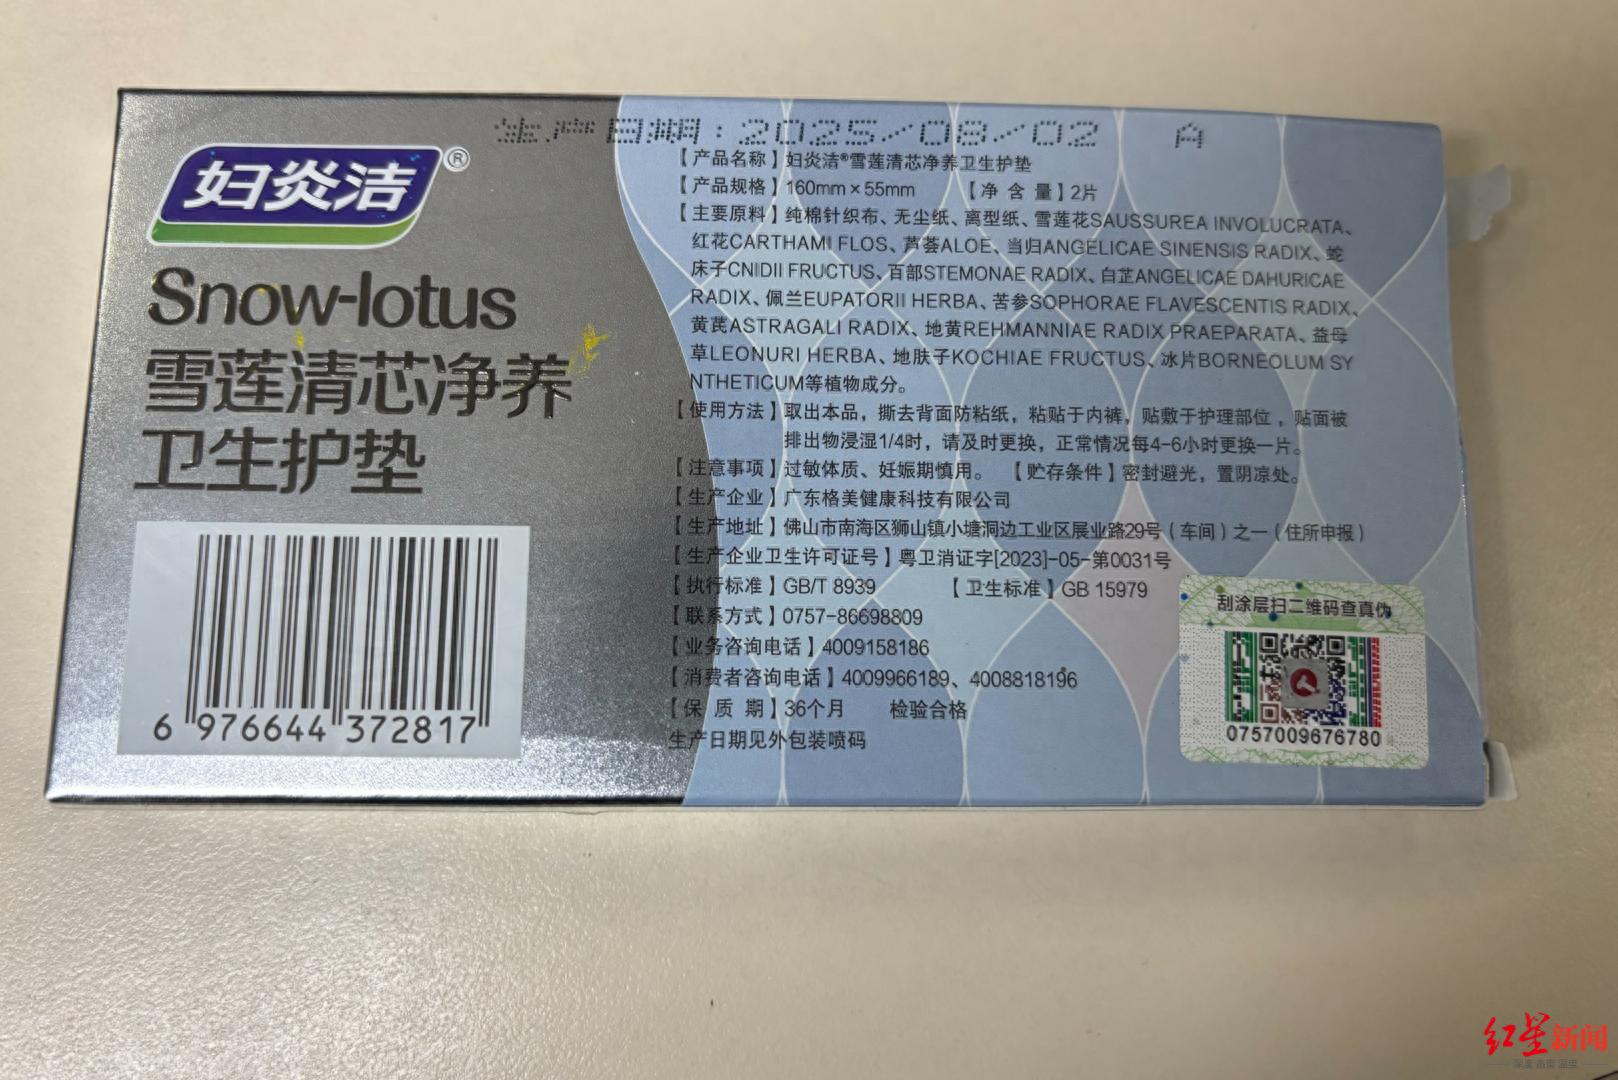 生产日期:2025/08/02 A
妇炎洁®
Snow-lotus
雪莲清芯净养
卫生护垫
6 976644 372817
【产品名称】妇炎洁®雪莲清芯净养卫生护垫
【产品规格】160mm×55mm 【净 含 量】2片
【主要原料】纯棉针织布、无尘纸、离型纸、雪莲花SAUSSUREA INVOLUCRATA、
红花CARTHAMI FLOS、芦荟ALOE、当归ANGELICAE SINENSIS RADIX、蛇
床子CNIDII FRUCTUS、百部STEMONAE RADIX、白芷ANGELICAE DAHURICAE
RADIX、佩兰EUPATORII HERBA、苦参SOPHORAE FLAVESCENTIS RADIX、
黄芪ASTRAGALI RADIX、地黄REHMANNIAE RADIX PRAEPARATA、益母
草LEONURI HERBA、地肤子KOCHIAE FRUCTUS、冰片BORNEOLUM SY
NTHETICUM等植物成分。
【使用方法】取出本品，撕去背面防粘纸，粘贴于内裤，贴敷于护理部位，贴面被
排出物浸湿1/4时，请及时更换，正常情况每4-6小时更换一片。
【注意事项】过敏体质、妊娠期慎用。 【贮存条件】密封避光，置阴凉处。
【生产企业】广东格美健康科技有限公司
【生产地址】佛山市南海区狮山镇小塘洞边工业区展业路29号（车间）之一（住所申报）
【生产企业卫生许可证号】粤卫消证字[2023]-05-第0031号
【执行标准】GB/T 8939 【卫生标准】GB 15979
【联系方式】0757-86698809
【业务咨询电话】4009158186
【消费者咨询电话】4009966189、4008818196
【保 质 期】36个月 检验合格
生产日期见外包装喷码
刮涂层扫二维码查真伪
0757009676780
红星新闻
深度 态度 温度